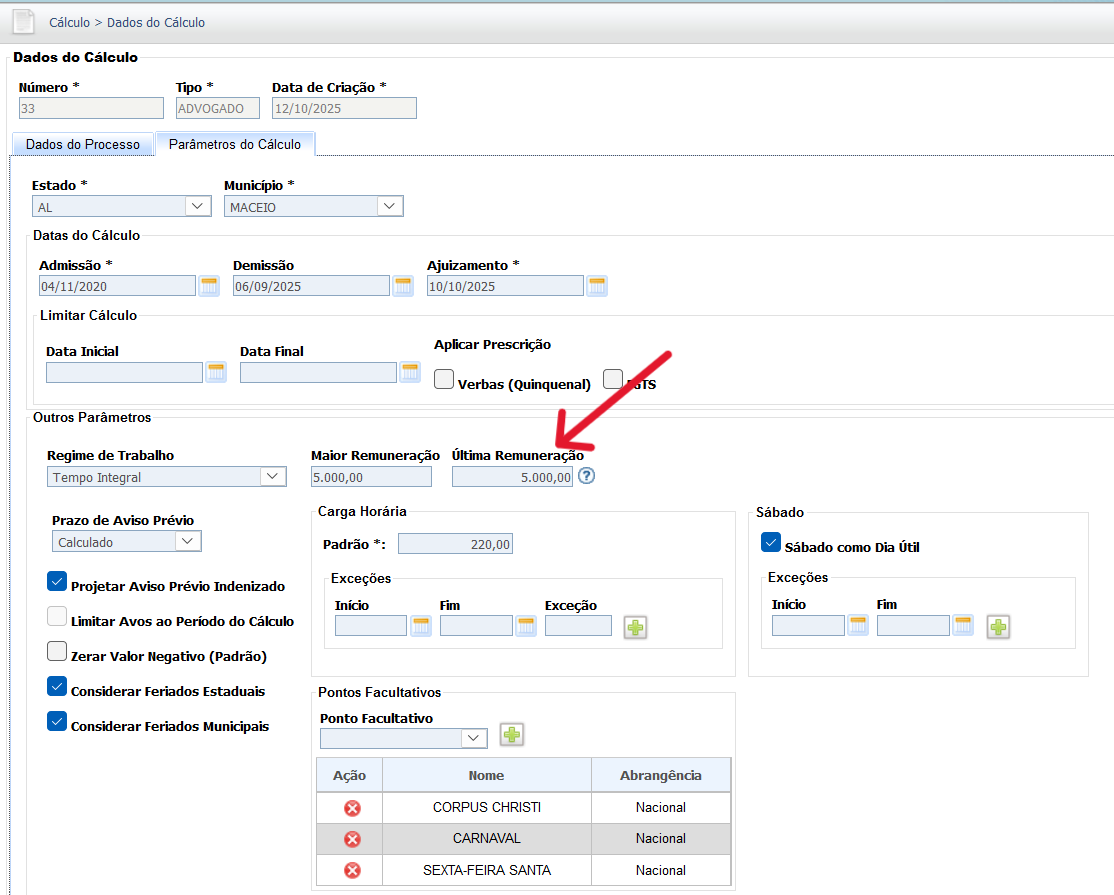 Cálculo > Dados do Cálculo
Dados do Cálculo
Número * Tipo * Data de Criação *
33 ADVOGADO 12/10/2025
Dados do Processo Parâmetros do Cálculo
Estado * Município *
AL MACEIO
Datas do Cálculo
Admissão * Demissão Ajuizamento *
04/11/2020 06/09/2025 10/10/2025
Limitar Cálculo
Data Inicial Data Final Aplicar Prescrição
Verbas (Quinquenal) FGTS
Outros Parâmetros
Regime de Trabalho Maior Remuneração Última Remuneração
Tempo Integral 5.000,00 5.000,00 ?
Prazo de Aviso Prévio
Calculado
Projetar Aviso Prévio Indenizado
Limitar Avos ao Período do Cálculo
Zerar Valor Negativo (Padrão)
Considerar Feriados Estaduais
Considerar Feriados Municipais
Carga Horária
Padrão *: 220,00
Exceções
Início Fim Exceção
Sábado
Sábado como Dia Útil
Exceções
Início Fim
Pontos Facultativos
Ponto Facultativo
Ação Nome Abrangência
CORPUS CHRISTI Nacional
CARNAVAL Nacional
SEXTA-FEIRA SANTA Nacional